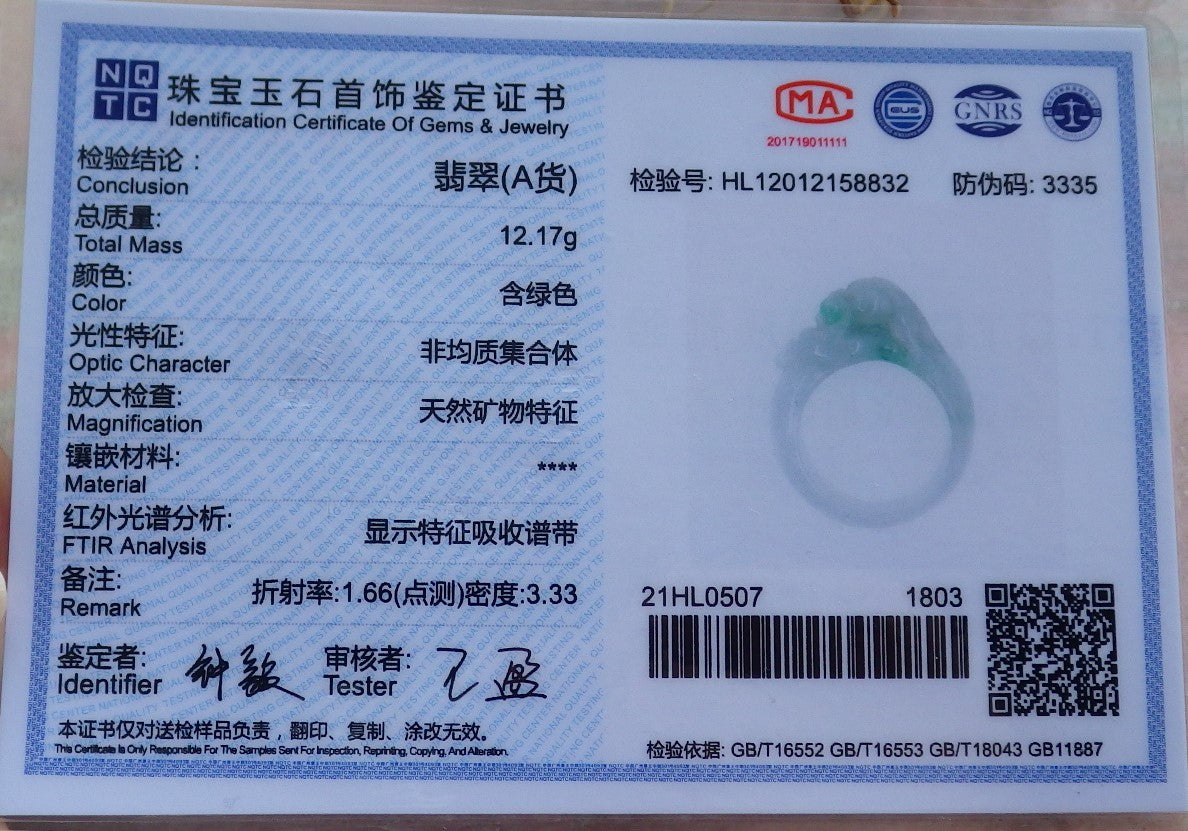 NQTC
珠宝玉石首饰鉴定证书
Identification Certificate Of Gems & Jewelry
检验结论：
Conclusion
翡翠(A货)
总质量:
Total Mass
12.17g
颜色:
Color
含绿色
光性特征:
Optic Character
非均质集合体
放大检查:
Magnification
天然矿物特征
镶嵌材料:
Material
****
红外光谱分析:
FTIR Analysis
显示特征吸收谱带
备注:
Remark
折射率:1.66(点测)密度:3.33
鉴定者:
Identifier
审核者:
Tester
本证书仅对送检样品负责，翻印、复制、涂改无效。
This Certificate Is Only Responsible For The Samples Sent For Inspection, Reprinting, Copying, And Alteration.
MA
201719011111
GNRS
检验号: HL12012158832
防伪码: 3335
21HL0507
1803
检验依据: GB/T16552 GB/T16553 GB/T18043 GB11887